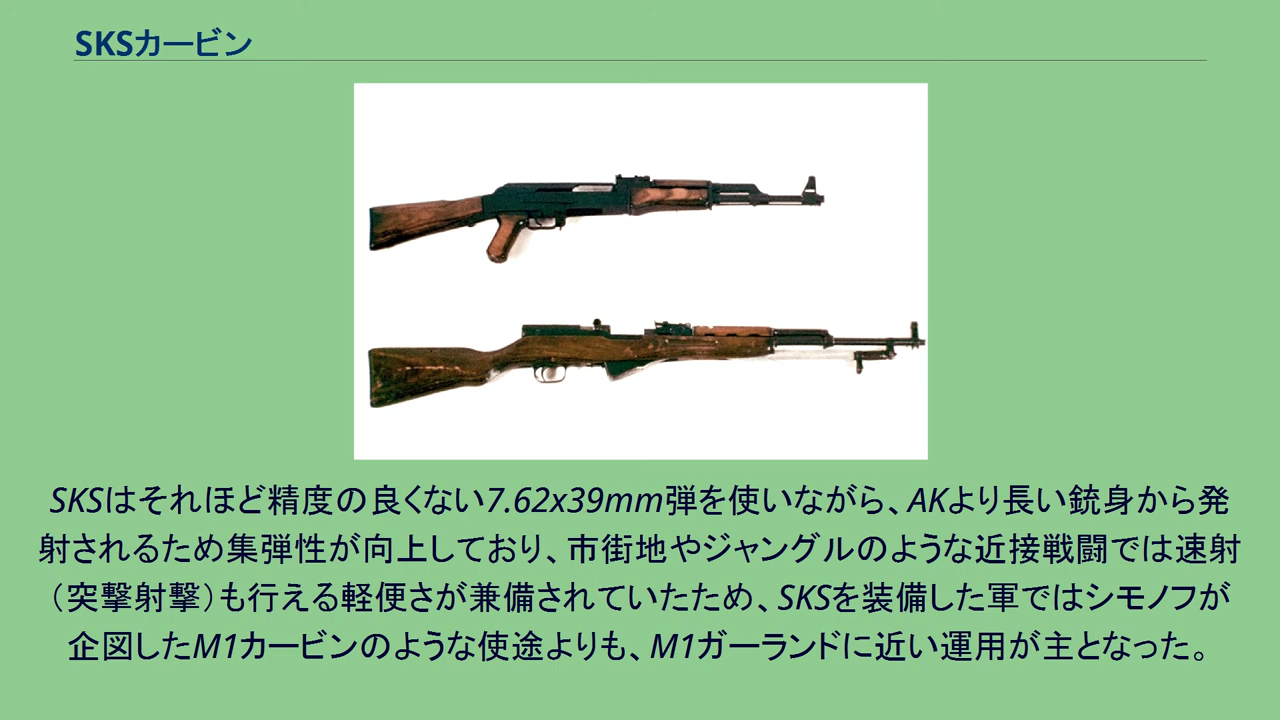 SKSカービン
SKSはそれほど精度の良くない7.62x39mm弾を使いながら、AKより長い銃身から発
射されるため集弾性が向上しており、市街地やジャングルのような近接戦闘では速射
（突撃射撃）も行える軽便さが兼備されていたため、SKSを装備した軍ではシモノフが
企図したM1カービンのような使途よりも、M1ガーランドに近い運用が主となった。